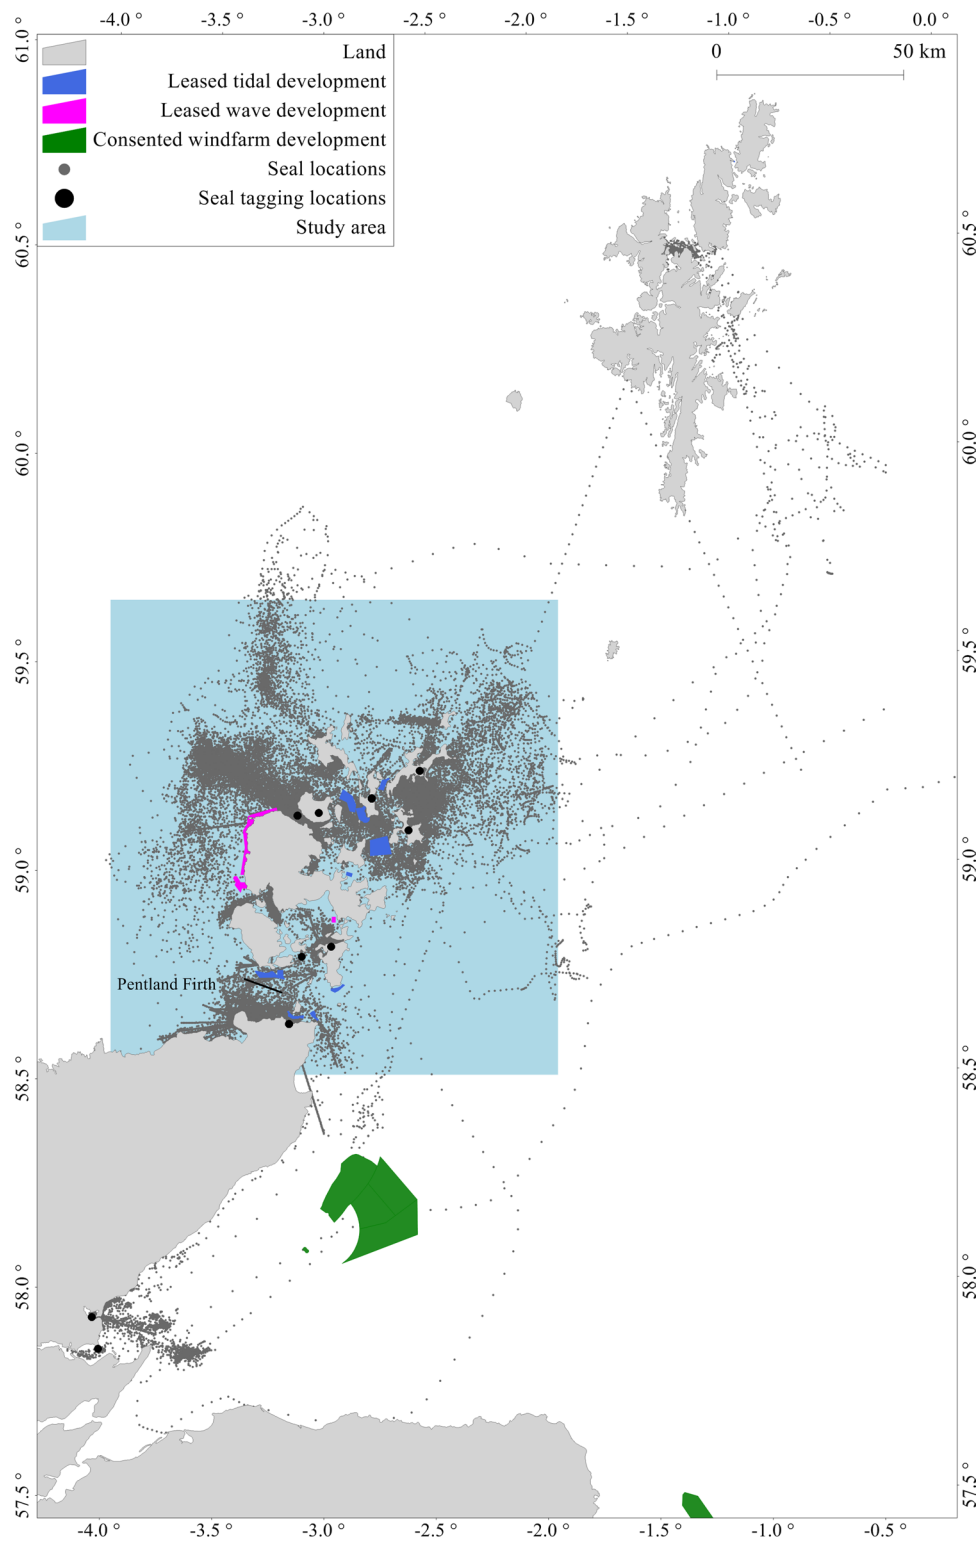 -4.0 ° -3.5 ° -3.0 ° -2.5 ° -2.0 ° -1.5 ° -1.0 ° -0.5 ° 0.0 °
61.0 °
Land
Leased tidal development
Leased wave development
Consented windfarm development
Seal locations
Seal tagging locations
Study area
0 50 km
60.5 ° 60.5 °
60.0 ° 60.0 °
59.5 ° 59.5 °
59.0 ° 59.0 °
Pentland Firth
58.5 ° 58.5 °
58.0 ° 58.0 °
57.5 ° 57.5 °
-4.0 ° -3.5 ° -3.0 ° -2.5 ° -2.0 ° -1.5 ° -1.0 ° -0.5 °